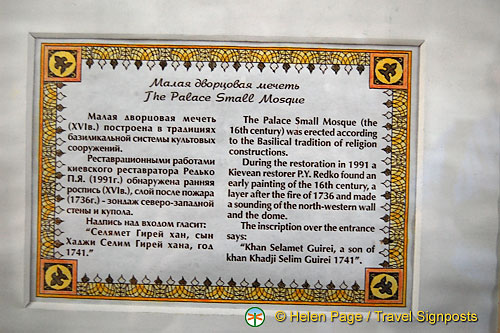 Малая дворцовая мечеть
The Palace Small Mosque
Малая дворцовая мечеть
(XVIв.) построена в традициях
базиликальной системы культовых
сооружений.
Реставрационными работами
киевского реставратора Редько
П.Я. (1991г.) обнаружена ранняя
роспись (XVIв.), слой после пожара
(1736г.) - зондаж северо-западной
стены и купола.
Надпись над входом гласит:
"Селямет Гирей хан, сын
Хаджи Селим Гирей хана, год
1741."
The Palace Small Mosque (the
16th century) was erected according
to the Basilical tradition of religion
constructions.
During the restoration in 1991 a
Kievean restorer P.Y. Redko found an
early painting of the 16th century, a
layer after the fire of 1736 and made
a sounding of the north-western wall
and the dome.
The inscription over the entrance
says:
"Khan Selamet Guirei, a son of
khan Khadji Selim Guirei 1741".
© Helen Page / Travel Signposts